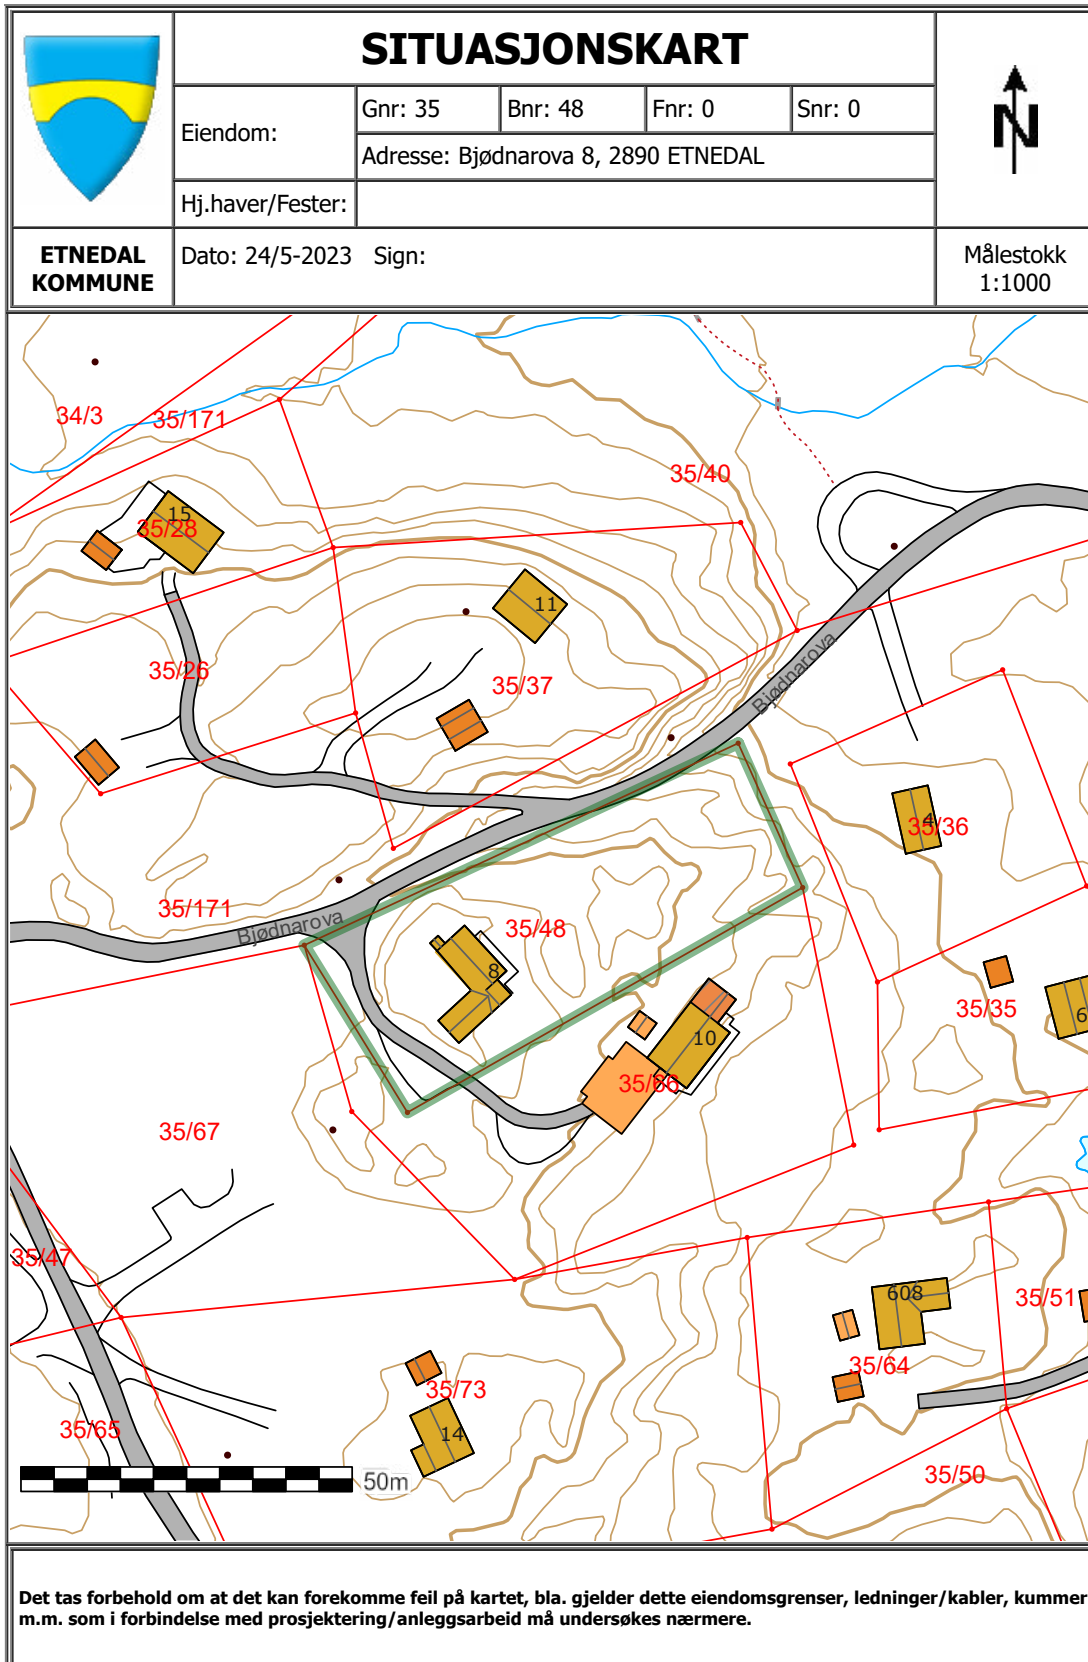 SITUASJONSKART
Eiendom:
Gnr: 35
Bnr: 48
Fnr: 0
Snr: 0
Adresse: Bjødnarova 8, 2890 ETNEDAL
Hj.haver/Fester:
N
ETNEDAL
KOMMUNE
Dato: 24/5-2023 Sign:
Målestokk
1:1000
34/3
35/171
35/40
15
35/28
11
35/26
35/37
Bjødnarova
4
35/36
35/171
Bjødnarova
35/48
8
35/35
6
10
35/66
35/67
35/47
608
35/51
35/64
35/73
14
35/65
35/50
50m
Det tas forbehold om at det kan forekomme feil på kartet, bla. gjelder dette eiendomsgrenser, ledninger/kabler, kummer
m.m. som i forbindelse med prosjektering/anleggsarbeid må undersøkes nærmere.